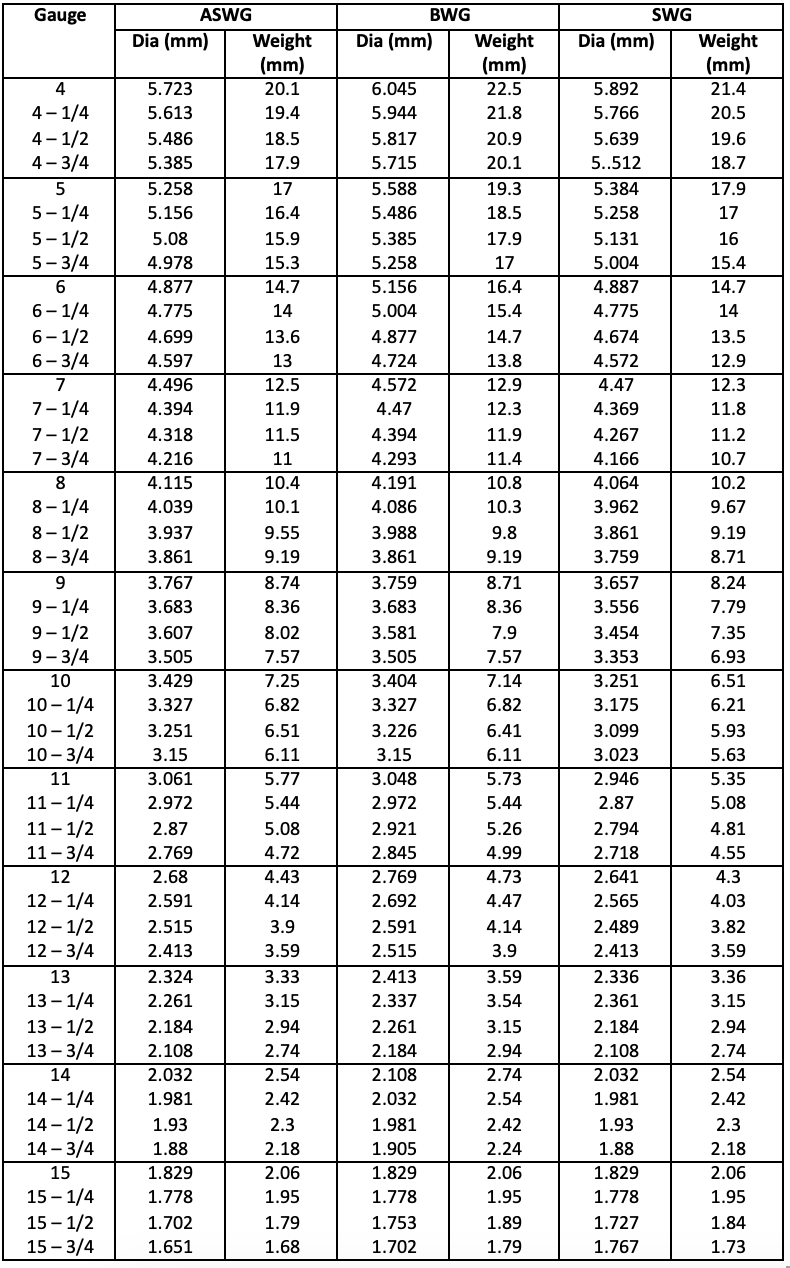 Gauge ASWG BWG SWG
Dia (mm) Weight (mm) Dia (mm) Weight (mm) Dia (mm) Weight (mm)
4 5.723 20.1 6.045 22.5 5.892 21.4
4 – 1/4 5.613 19.4 5.944 21.8 5.766 20.5
4 – 1/2 5.486 18.5 5.817 20.9 5.639 19.6
4 – 3/4 5.385 17.9 5.715 20.1 5..512 18.7
5 5.258 17 5.588 19.3 5.384 17.9
5 – 1/4 5.156 16.4 5.486 18.5 5.258 17
5 – 1/2 5.08 15.9 5.385 17.9 5.131 16
5 – 3/4 4.978 15.3 5.258 17 5.004 15.4
6 4.877 14.7 5.156 16.4 4.887 14.7
6 – 1/4 4.775 14 5.004 15.4 4.775 14
6 – 1/2 4.699 13.6 4.877 14.7 4.674 13.5
6 – 3/4 4.597 13 4.724 13.8 4.572 12.9
7 4.496 12.5 4.572 12.9 4.47 12.3
7 – 1/4 4.394 11.9 4.47 12.3 4.369 11.8
7 – 1/2 4.318 11.5 4.394 11.9 4.267 11.2
7 – 3/4 4.216 11 4.293 11.4 4.166 10.7
8 4.115 10.4 4.191 10.8 4.064 10.2
8 – 1/4 4.039 10.1 4.086 10.3 3.962 9.67
8 – 1/2 3.937 9.55 3.988 9.8 3.861 9.19
8 – 3/4 3.861 9.19 3.861 9.19 3.759 8.71
9 3.767 8.74 3.759 8.71 3.657 8.24
9 – 1/4 3.683 8.36 3.683 8.36 3.556 7.79
9 – 1/2 3.607 8.02 3.581 7.9 3.454 7.35
9 – 3/4 3.505 7.57 3.505 7.57 3.353 6.93
10 3.429 7.25 3.404 7.14 3.251 6.51
10 – 1/4 3.327 6.82 3.327 6.82 3.175 6.21
10 – 1/2 3.251 6.51 3.226 6.41 3.099 5.93
10 – 3/4 3.15 6.11 3.15 6.11 3.023 5.63
11 3.061 5.77 3.048 5.73 2.946 5.35
11 – 1/4 2.972 5.44 2.972 5.44 2.87 5.08
11 – 1/2 2.87 5.08 2.921 5.26 2.794 4.81
11 – 3/4 2.769 4.72 2.845 4.99 2.718 4.55
12 2.68 4.43 2.769 4.73 2.641 4.3
12 – 1/4 2.591 4.14 2.692 4.47 2.565 4.03
12 – 1/2 2.515 3.9 2.591 4.14 2.489 3.82
12 – 3/4 2.413 3.59 2.515 3.9 2.413 3.59
13 2.324 3.33 2.413 3.59 2.336 3.36
13 – 1/4 2.261 3.15 2.337 3.54 2.361 3.15
13 – 1/2 2.184 2.94 2.261 3.15 2.184 2.94
13 – 3/4 2.108 2.74 2.184 2.94 2.108 2.74
14 2.032 2.54 2.108 2.74 2.032 2.54
14 – 1/4 1.981 2.42 2.032 2.54 1.981 2.42
14 – 1/2 1.93 2.3 1.981 2.42 1.93 2.3
14 – 3/4 1.88 2.18 1.905 2.24 1.88 2.18
15 1.829 2.06 1.829 2.06 1.829 2.06
15 – 1/4 1.778 1.95 1.778 1.95 1.778 1.95
15 – 1/2 1.702 1.79 1.753 1.89 1.727 1.84
15 – 3/4 1.651 1.68 1.702 1.79 1.767 1.73